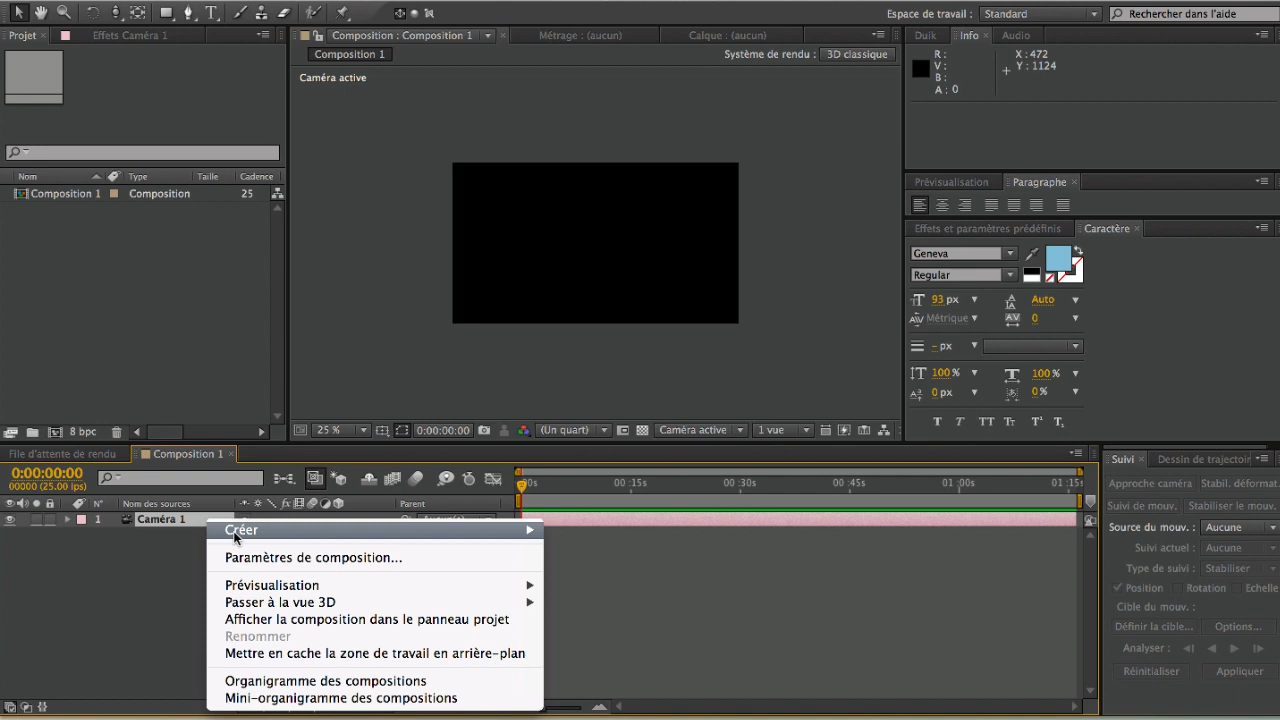 Espace de travail : Standard
Rechercher dans l'aide
Projet
Effets Caméra 1
Composition : Composition 1
Métrage : (aucun)
Calque : (aucun)
Duik
Info
Audio
Composition 1
Système de rendu :
3D classique
Caméra active
R :
V :
B :
A : 0
X : 472
Y : 1124
Nom
Type
Taille
Cadence
Composition 1
Composition
25
Prévisualisation
Paragraphe
Effets et paramètres prédéfinis
Caractère
Geneva
Regular
93 px
Auto
Métrique
0
- px
100 %
100 %
0 px
0 %
8 bpc
25 %
0:00:00:00
(Un quart)
Caméra active
1 vue
File d'attente de rendu
Composition 1
0:00:00:00
00000 (25.00 ips)
00s
00:15s
00:30s
00:45s
01:00s
01:15s
N°
Nom des sources
Parent
1
Caméra 1
Créer
Paramètres de composition...
Prévisualisation
Passer à la vue 3D
Afficher la composition dans le panneau projet
Renommer
Mettre en cache la zone de travail en arrière-plan
Organigramme des compositions
Mini-organigramme des compositions
Suivi
Dessin de trajectoir
Approche caméra
Stabil. déformat.
Suivi de mouv.
Stabiliser le mouv.
Source du mouv. :
Aucune
Suivi actuel :
Aucune
Type de suivi :
Stabiliser
Position
Rotation
Echelle
Cible du mouv. :
Définir la cible...
Options...
Analyser :
Réinitialiser
Appliquer